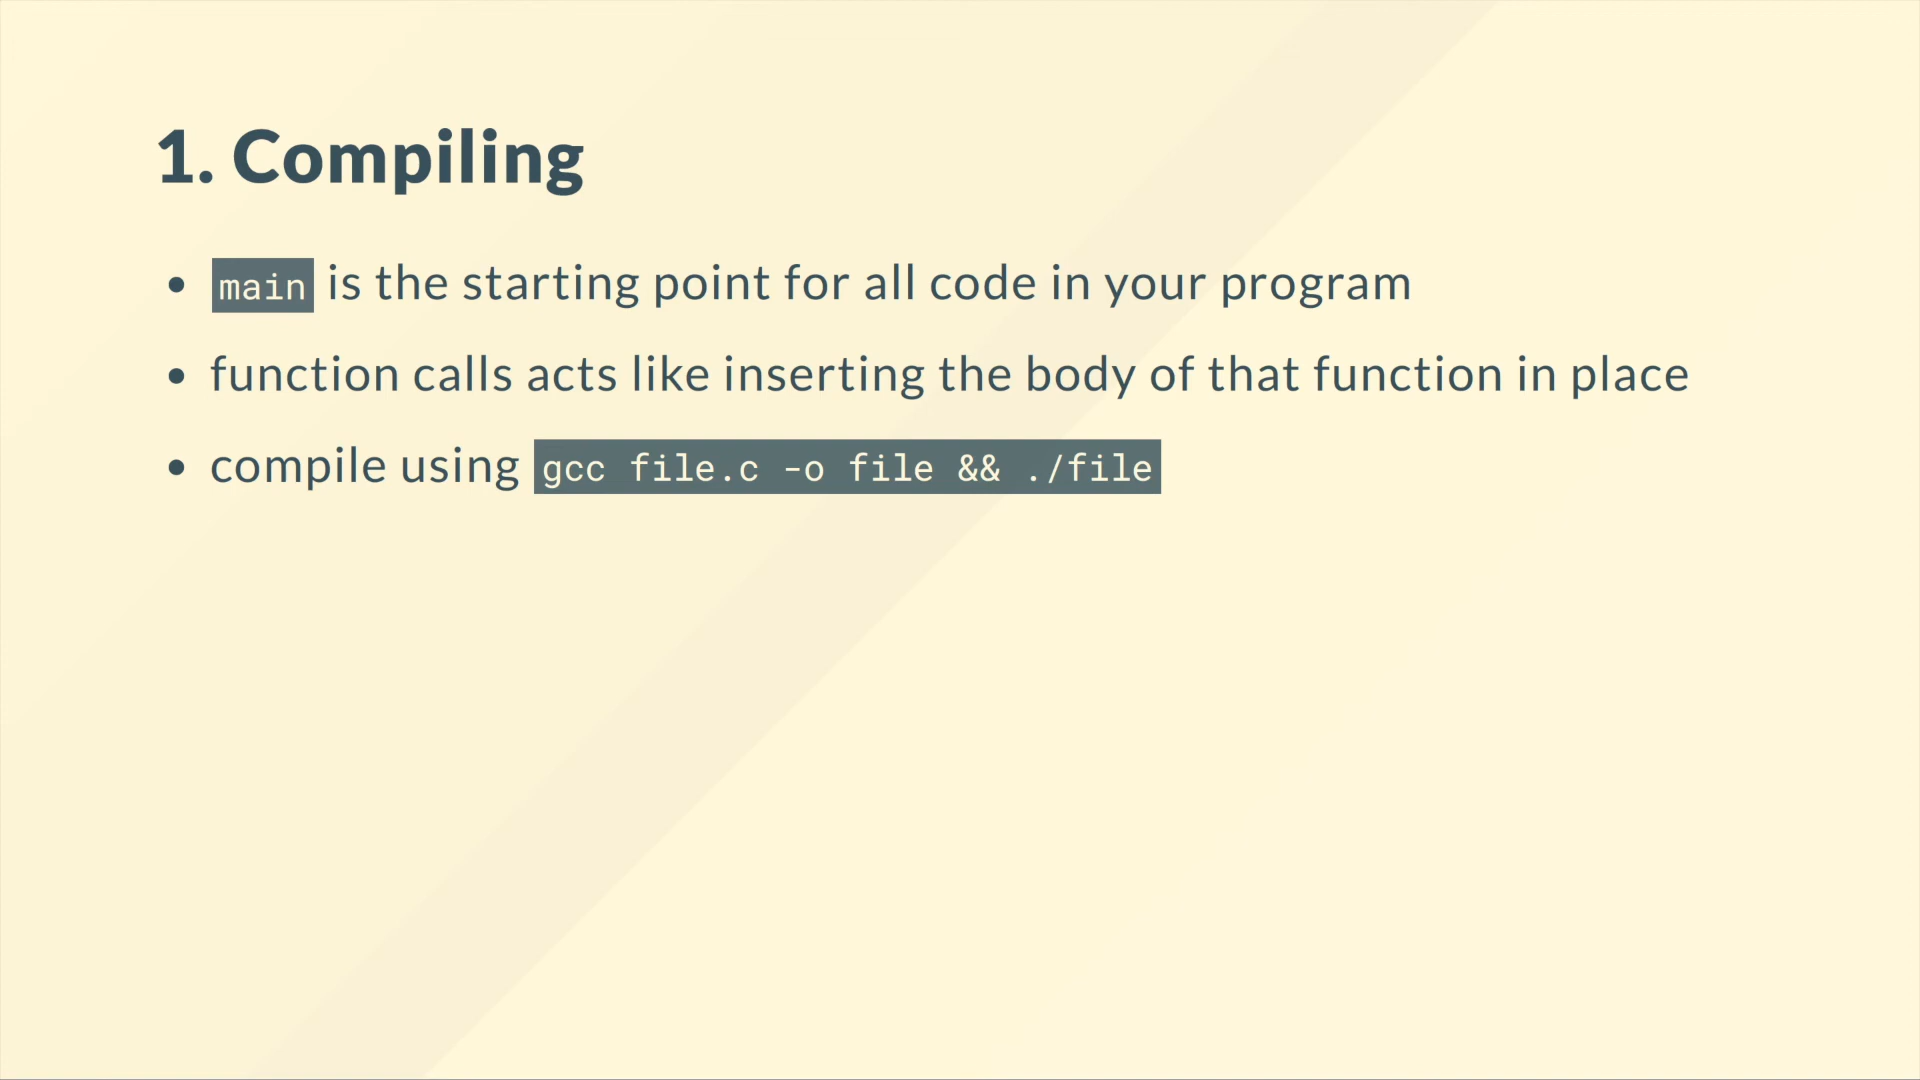 1. Compiling
• main is the starting point for all code in your program
• function calls acts like inserting the body of that function in place
• compile using gcc file.c -o file && ./file